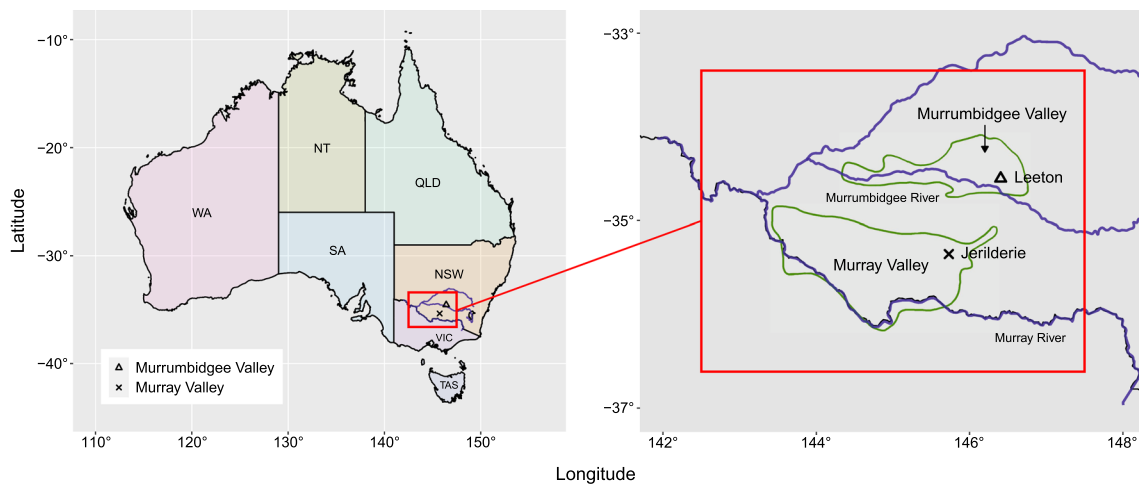 Latitude
−10°
−20°
−30°
−40°
110°
120°
130°
140°
150°
WA
NT
QLD
SA
NSW
VIC
TAS
Murrumbidgee Valley
Murray Valley
−33°
−35°
−37°
142°
144°
146°
148°
Murrumbidgee Valley
Leeton
Murrumbidgee River
Murray Valley
Jerilderie
Murray River
Longitude